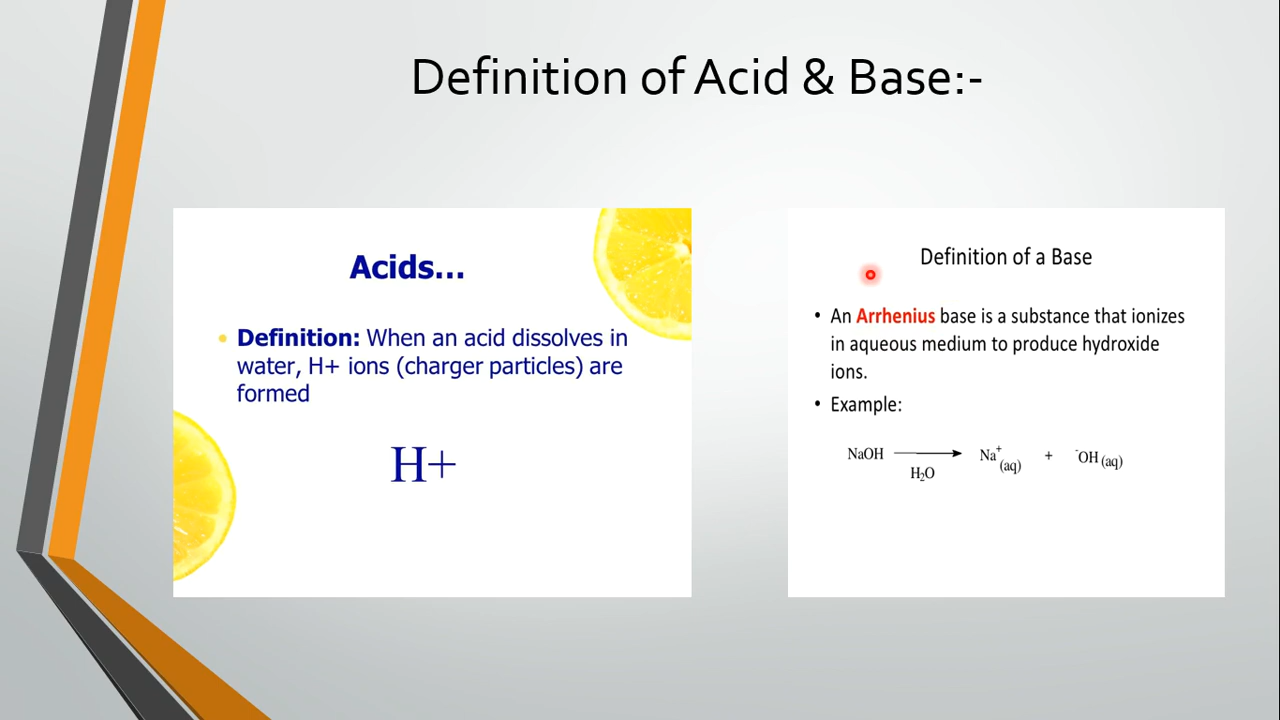 Definition of Acid & Base:-
Acids...
• Definition: When an acid dissolves in
water, H+ ions (charger particles) are
formed
H+
Definition of a Base
• An Arrhenius base is a substance that ionizes
in aqueous medium to produce hydroxide
ions.
• Example:
NaOH → Na⁺(aq) + ⁻OH (aq)
H₂O